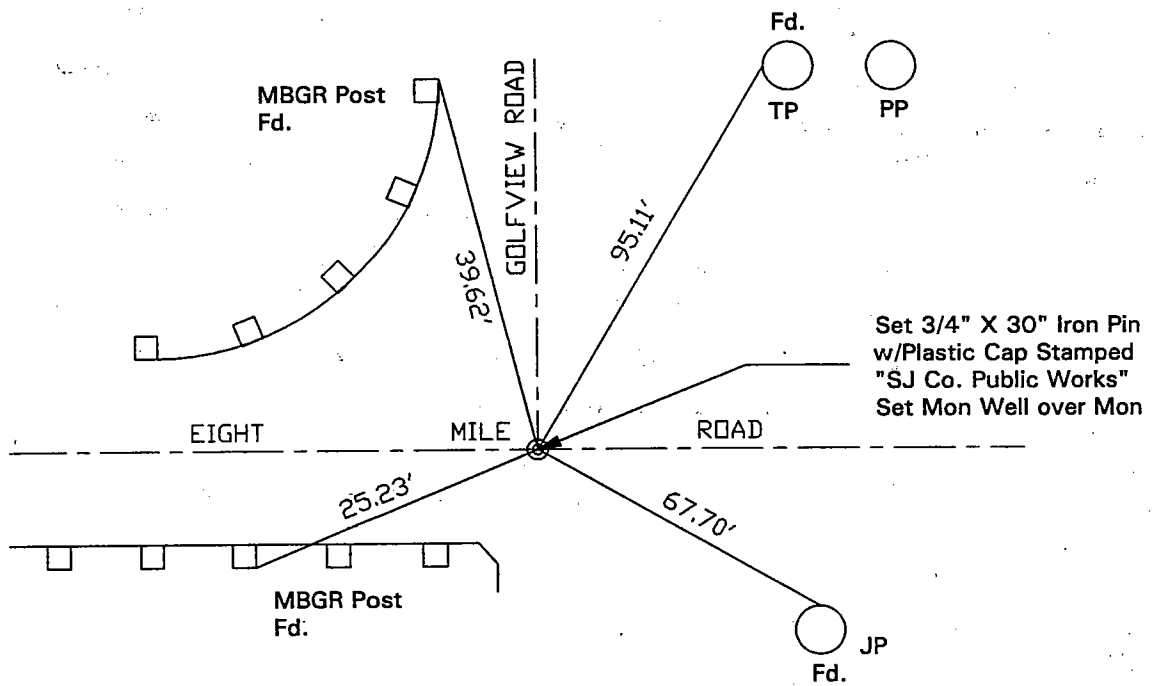 Fd.
TP
PP
MBGR Post
Fd.
GOLFVIEW ROAD
95.11'
39.62'
Set 3/4" X 30" Iron Pin
w/Plastic Cap Stamped
"SJ Co. Public Works"
Set Mon Well over Mon
EIGHT MILE ROAD
25.23'
67.70'
MBGR Post
Fd.
JP
Fd.